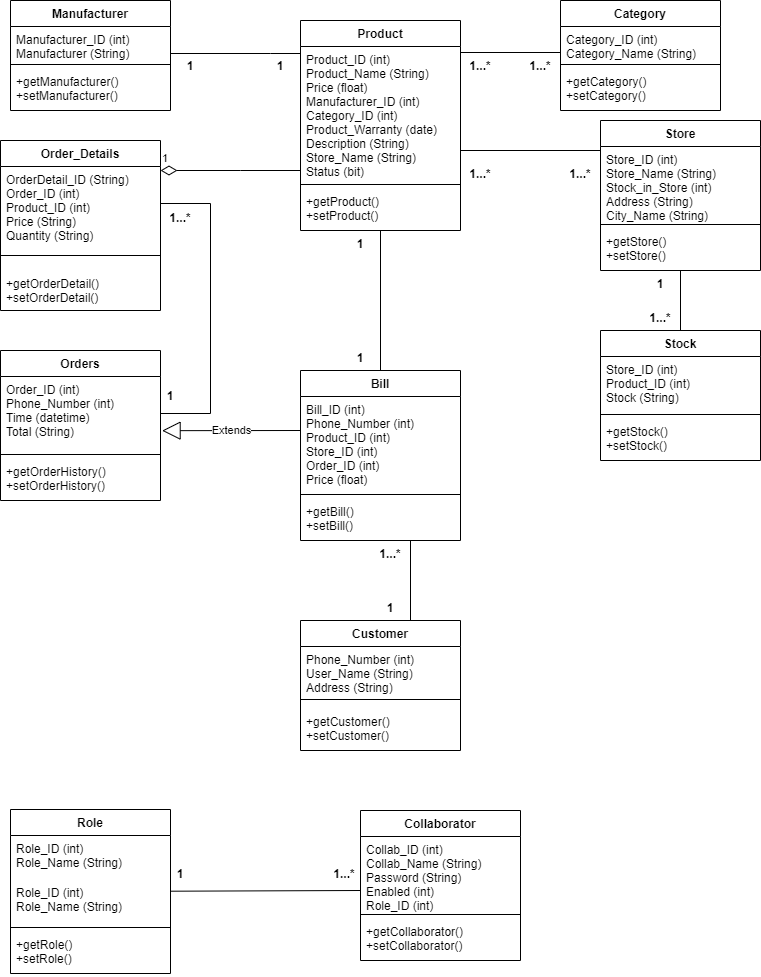 Manufacturer
Manufacturer_ID (int)
Manufacturer (String)
+getManufacturer()
+setManufacturer()
1
1
Product
Product_ID (int)
Product_Name (String)
Price (float)
Manufacturer_ID (int)
Category_ID (int)
Product_Warranty (date)
Description (String)
Store_Name (String)
Status (bit)
+getProduct()
+setProduct()
1...*
1...*
Category
Category_ID (int)
Category_Name (String)
+getCategory()
+setCategory()
1...*
1...*
Store
Store_ID (int)
Store_Name (String)
Stock_in_Store (int)
Address (String)
City_Name (String)
+getStore()
+setStore()
Order_Details
OrderDetail_ID (String)
Order_ID (int)
Product_ID (int)
Price (String)
Quantity (String)
+getOrderDetail()
+setOrderDetail()
1
1...*
1
1
1
1...*
Stock
Store_ID (int)
Product_ID (int)
Stock (String)
+getStock()
+setStock()
Orders
Order_ID (int)
Phone_Number (int)
Time (datetime)
Total (String)
+getOrderHistory()
+setOrderHistory()
1
Extends
Bill
Bill_ID (int)
Phone_Number (int)
Product_ID (int)
Store_ID (int)
Order_ID (int)
Price (float)
+getBill()
+setBill()
1...*
1
Customer
Phone_Number (int)
User_Name (String)
Address (String)
+getCustomer()
+setCustomer()
Role
Role_ID (int)
Role_Name (String)
Role_ID (int)
Role_Name (String)
+getRole()
+setRole()
1
1...*
Collaborator
Collab_ID (int)
Collab_Name (String)
Password (String)
Enabled (int)
Role_ID (int)
+getCollaborator()
+setCollaborator()